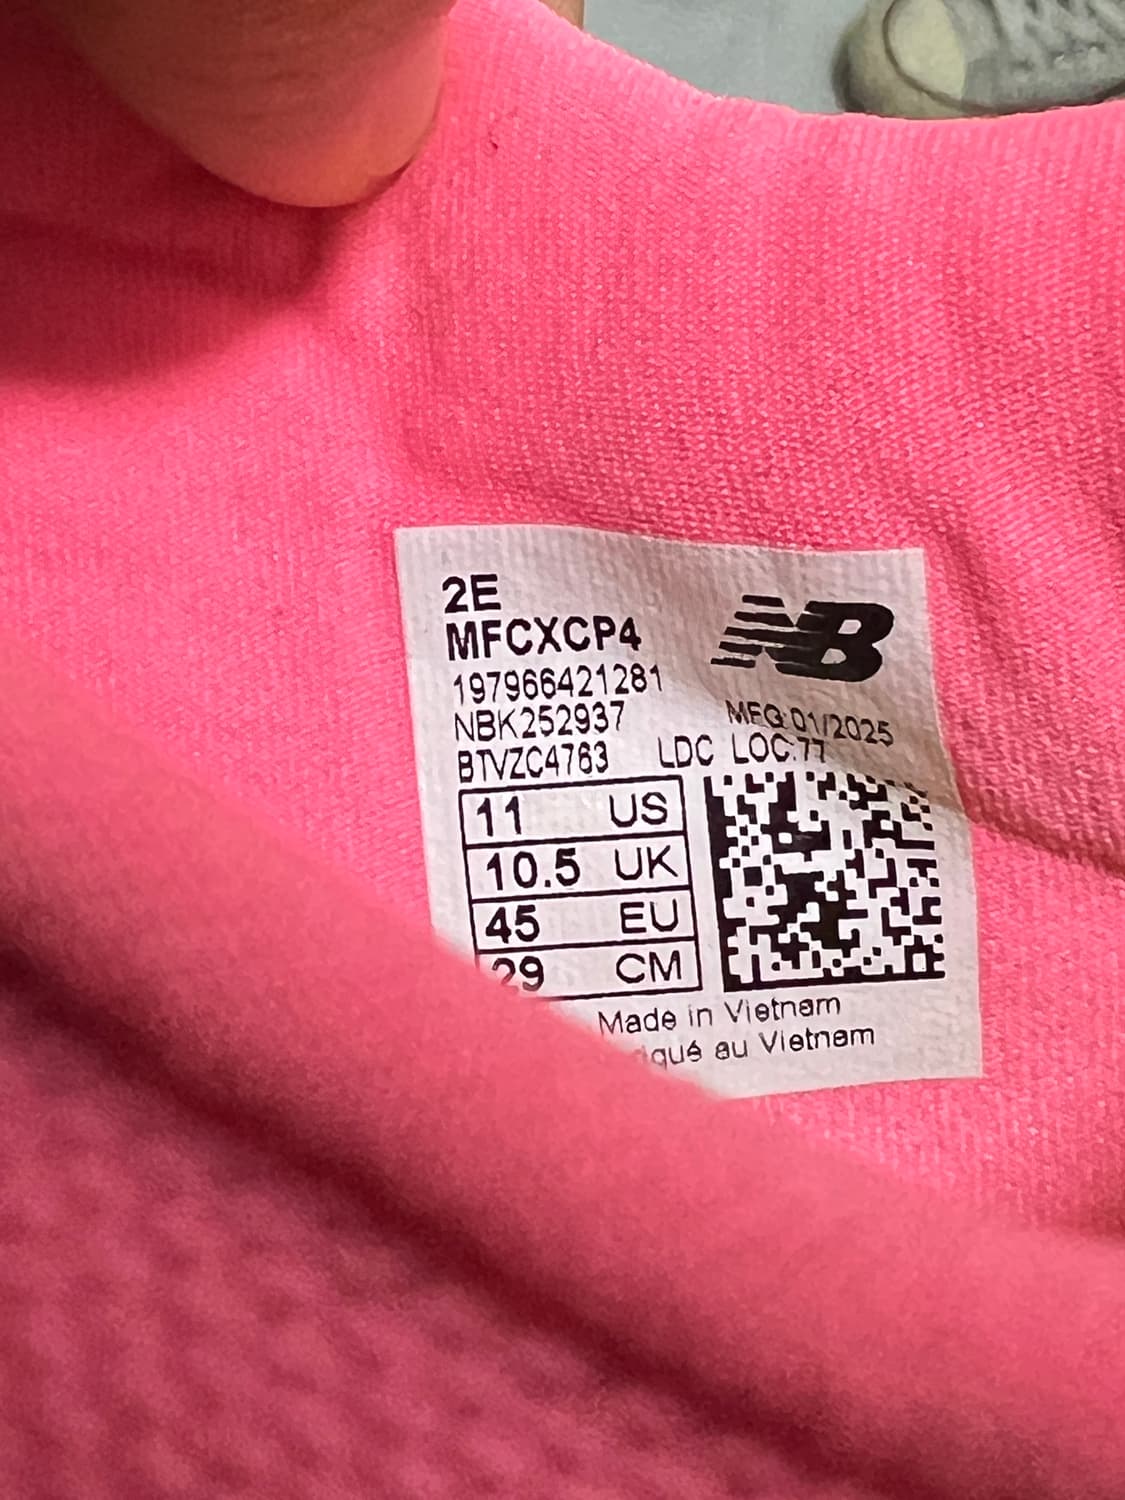 2E
MFCXCP4
NB
197966421281
NBK252937
MFG:01/2025
BTVZC4763 LDC LOC:77
11 US
10.5 UK
45 EU
29 CM
Made in Vietnam
au Vietnam